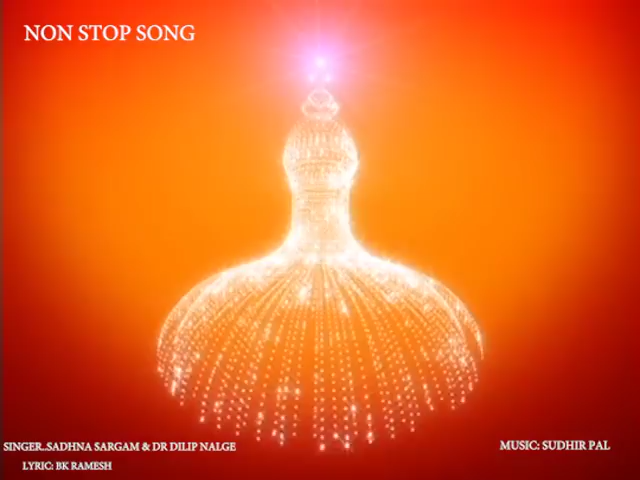 NON STOP SONG
SINGER..SADHNA SARGAM & DR DILIP NALGE
LYRIC: BK RAMESH
MUSIC: SUDHIR PAL